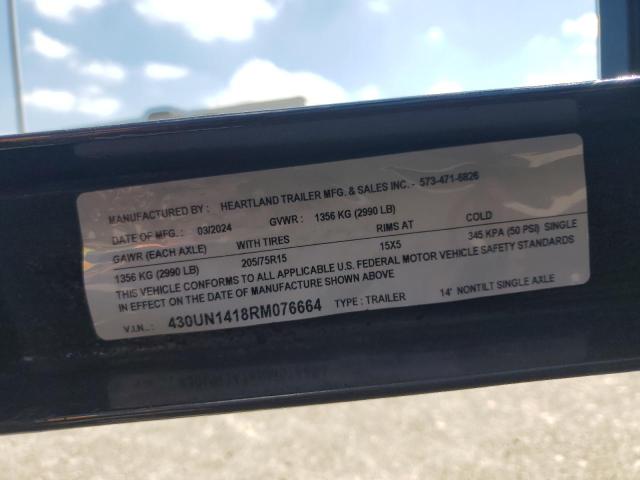 MANUFACTURED BY : HEARTLAND TRAILER MFG. & SALES INC. - 573-471-6826
DATE OF MFG. : 03/2024 GVWR : 1356 KG (2990 LB)
GAWR (EACH AXLE) WITH TIRES RIMS AT COLD
1356 KG (2990 LB) 205/75R15 15X5 345 KPA (50 PSI) SINGLE
THIS VEHICLE CONFORMS TO ALL APPLICABLE U.S. FEDERAL MOTOR VEHICLE SAFETY STANDARDS
IN EFFECT ON THE DATE OF MANUFACTURE SHOWN ABOVE
V.I.N..: 430UN1418RM076664 TYPE : TRAILER 14' NONTILT SINGLE AXLE